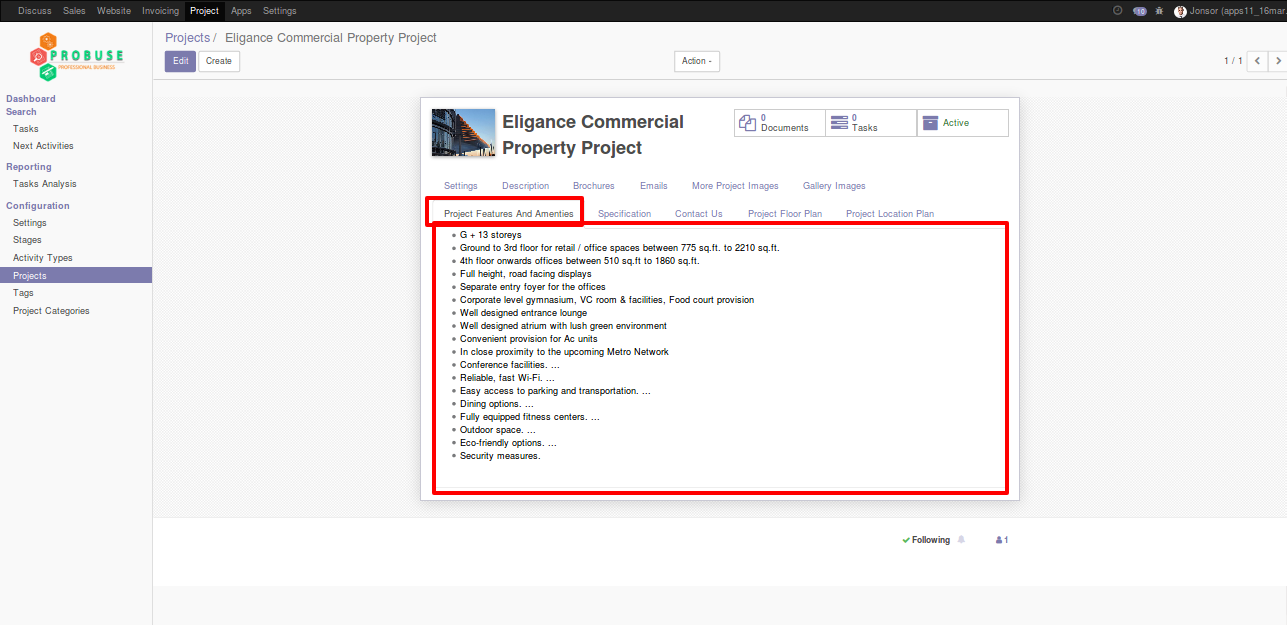 Discuss Sales Website Invoicing Project Apps Settings 10 Jonsor (apps11_16mar.
PROBUSE
PROFESSIONAL BUSINESS
Projects / Eligance Commercial Property Project
Edit Create Action - 1 / 1
Dashboard
Search
Tasks
Next Activities
Reporting
Tasks Analysis
Configuration
Settings
Stages
Activity Types
Projects
Tags
Project Categories
Eligance Commercial
Property Project
0
Documents
0
Tasks
Active
Settings Description Brochures Emails More Project Images Gallery Images
Project Features And Amenties Specification Contact Us Project Floor Plan Project Location Plan
G + 13 storeys
Ground to 3rd floor for retail / office spaces between 775 sq.ft. to 2210 sq.ft.
4th floor onwards offices between 510 sq.ft to 1860 sq.ft.
Full height, road facing displays
Separate entry foyer for the offices
Corporate level gymnasium, VC room & facilities, Food court provision
Well designed entrance lounge
Well designed atrium with lush green environment
Convenient provision for Ac units
In close proximity to the upcoming Metro Network
Conference facilities. ...
Reliable, fast Wi-Fi. ...
Easy access to parking and transportation. ...
Dining options. ...
Fully equipped fitness centers. ...
Outdoor space. ...
Eco-friendly options. ...
Security measures.
Following 1